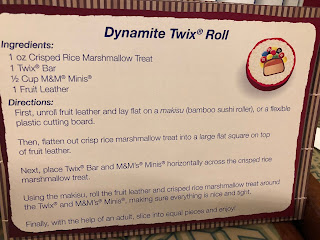 Dynamite Twix® Roll
Ingredients:
1 oz Crisped Rice Marshmallow Treat
1 Twix® Bar
½ Cup M&M® Minis®
1 Fruit Leather
Directions:
First, unroll fruit leather and lay flat on a makisu (bamboo sushi roller), or a flexible
plastic cutting board.
Then, flatten out crisp rice marshmallow treat into a large flat square on top
of fruit leather.
Next, place Twix® Bar and M&M's® Minis® horizontally across the crisped rice
marshmallow treat.
Using the makisu, roll the fruit leather and crisped rice marshmallow treat around
the Twix® and M&M's® Minis®, making sure everything is nice and tight.
Finally, with the help of an adult, slice into equal pieces and enjoy!